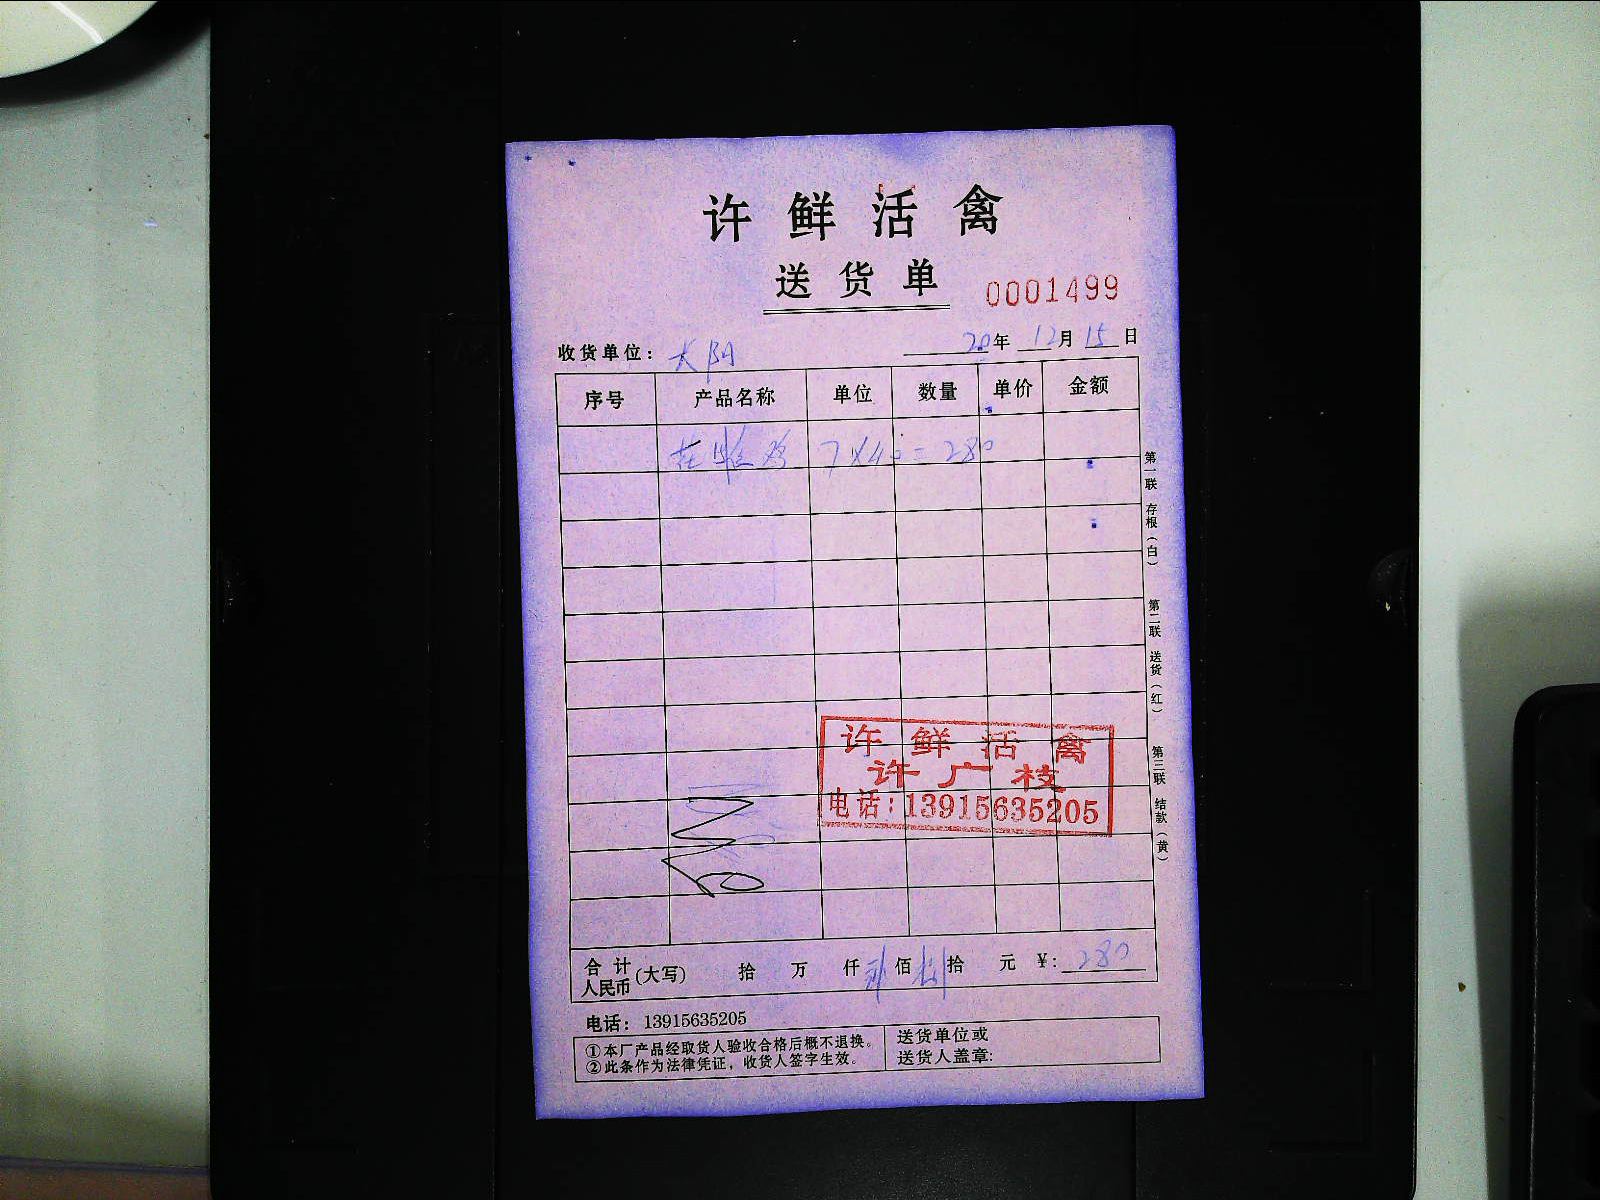 许鲜活禽
送货单
0001499
收货单位：太阳 20年12月15日
序号 产品名称 单位 数量 单价 金额
7×40=280
许鲜活禽
许广枝
电话：13915635205
合计人民币(大写) 拾 万 仟 贰佰 捌拾 元 ¥：280
电话：13915635205
①本厂产品经取货人验收合格后概不退换。
②此条作为法律凭证，收货人签字生效。
送货单位或
送货人盖章:
第一联 存根（白） 第二联 送货（红） 第三联 结款（黄）